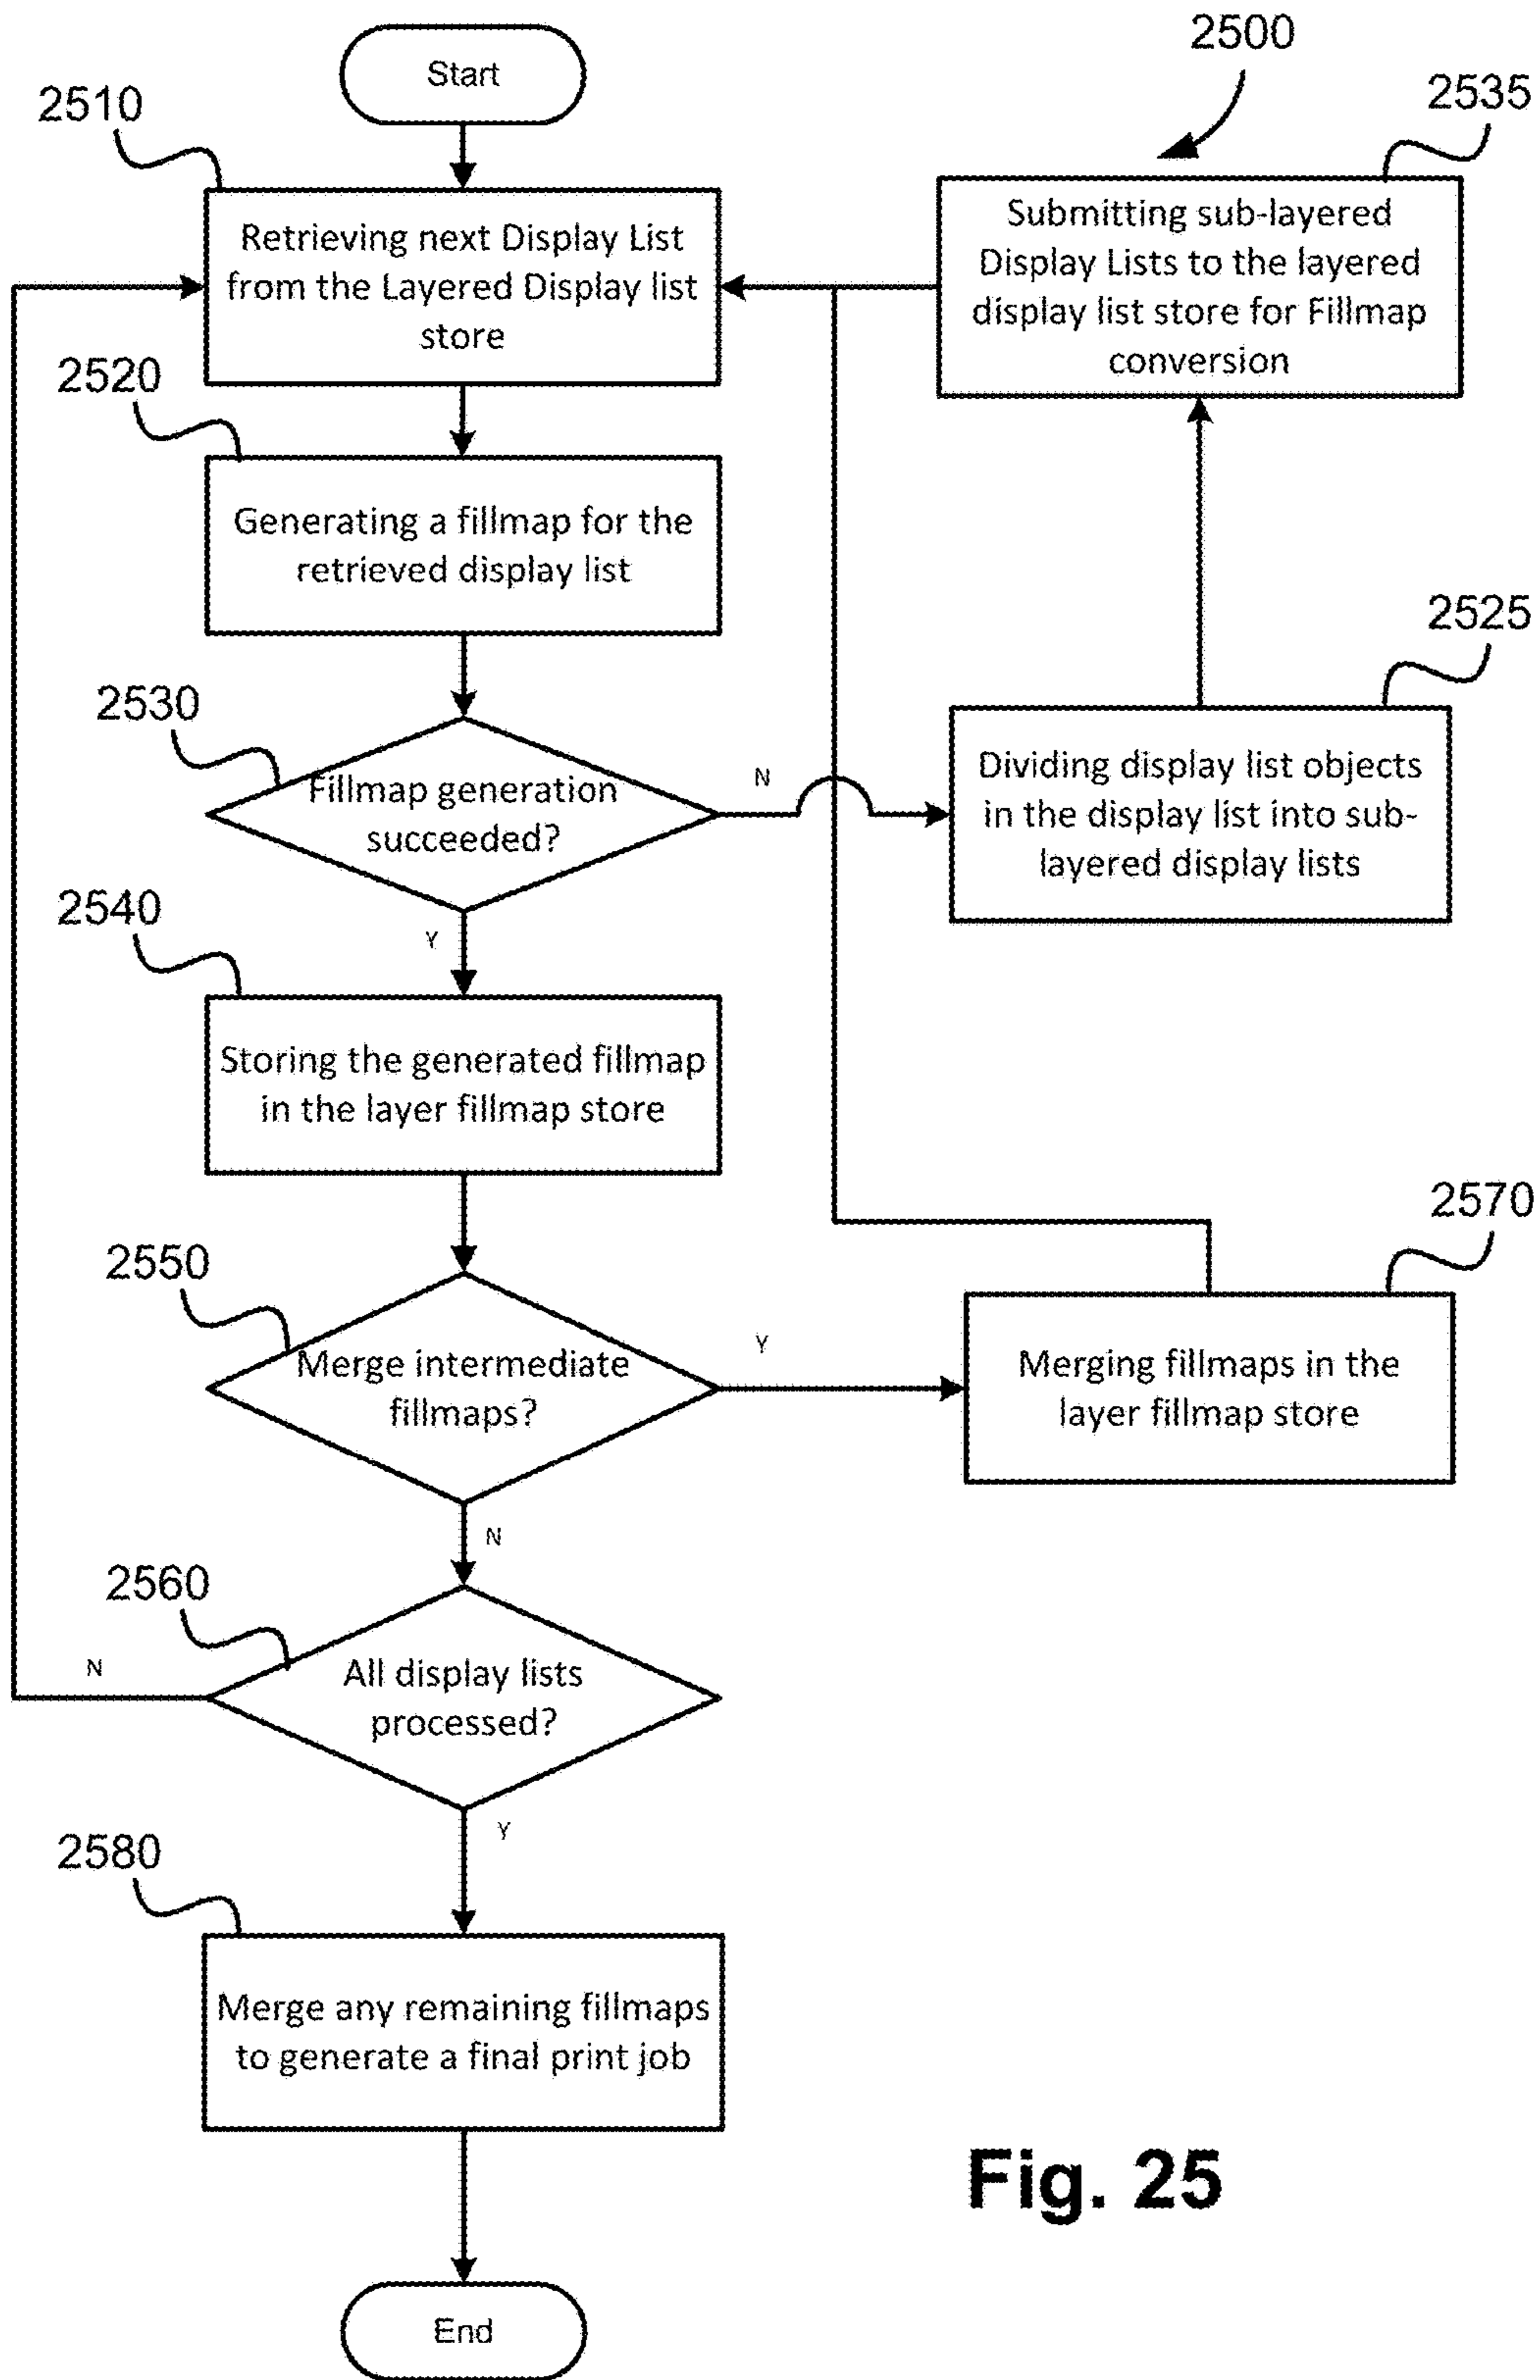 Start
2500
2510
2535
Retrieving next Display List
from the Layered Display list
store
Submitting sub-layered
Display Lists to the layered
display list store for Fillmap
conversion
2520
Generating a fillmap for the
retrieved display list
2525
2530
Fillmap generation
succeeded?
N
Dividing display list objects
in the display list into sub-
layered display lists
2540
Y
Storing the generated fillmap
in the layer fillmap store
2570
2550
Merge intermediate
fillmaps?
Y
Merging fillmaps in the
layer fillmap store
N
2560
All display lists
processed?
N
Y
2580
Merge any remaining fillmaps
to generate a final print job
Fig. 25
End